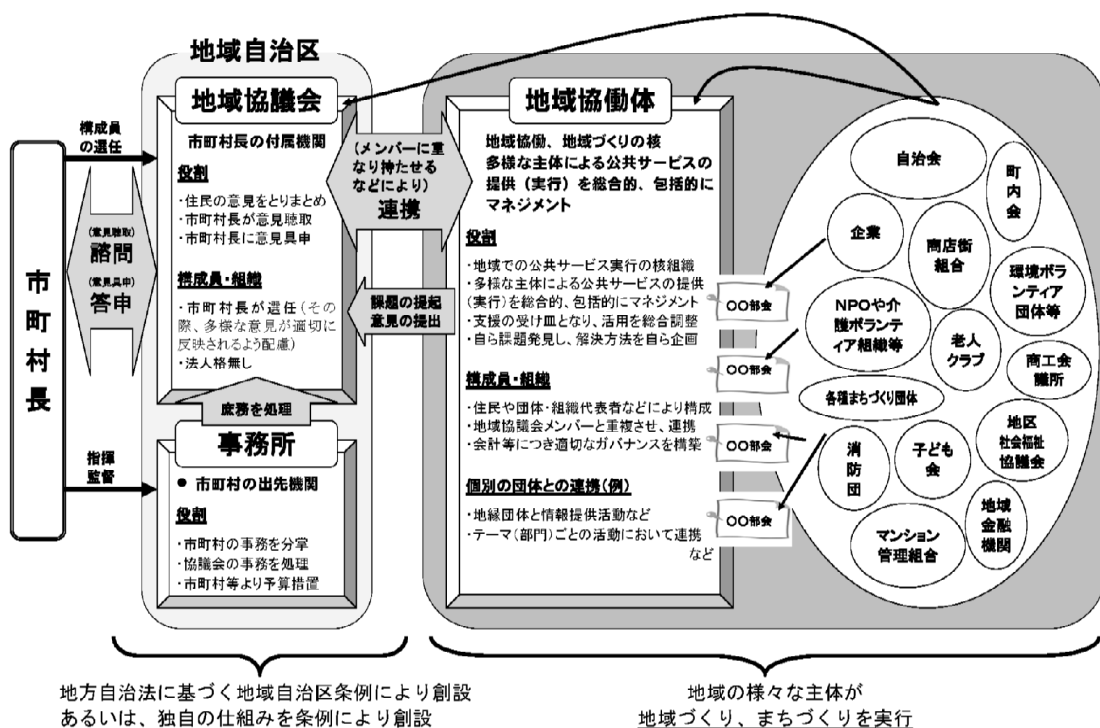 地域自治区
地域協議会
市町村長の付属機関
役割
・住民の意見をとりまとめ
・市町村長が意見聴取
・市町村長に意見具申
構成員・組織
・市町村長が選任(その
際、多様な意見が適切に
反映されるよう配慮)
・法人格無し
庶務を処理
事務所
● 市町村の出先機関
役割
・市町村の事務を分掌
・協議会の事務を処理
・市町村等より予算措置
市町村長
構成員
の選任
(意見聴取)
諮問
(意見具申)
答申
指揮
監督
(メンバーに重
なり持たせる
などにより)
連携
課題の提起
意見の提出
地域協働体
地域協働、地域づくりの核
多様な主体による公共サービスの
提供(実行)を総合的、包括的に
マネジメント
役割
・地域での公共サービス実行の核組織
・多様な主体による公共サービスの提供
(実行)を総合的、包括的にマネジメント
・支援の受け皿となり、活用を総合調整
・自ら課題発見し、解決方法を自ら企画
構成員・組織
・住民や団体・組織代表者などにより構成
・地域協議会メンバーと重複させ、連携
・会計等につき適切なガバナンスを構築
個別の団体との連携(例)
・地縁団体と情報提供活動など
・テーマ(部門)ごとの活動において連携
など
〇〇部会
〇〇部会
〇〇部会
〇〇部会
自治会
町内会
企業
商店街
組合
環境ボラ
ンティア
団体等
NPOや介
護ボランテ
ィア組織等
老人
クラブ
商工会
議所
各種まちづくり団体
地区
社会福祉
協議会
消防団
子ども
会
地域
金融
機関
マンション
管理組合
地方自治法に基づく地域自治区条例により創設
あるいは、独自の仕組みを条例により創設
地域の様々な主体が
地域づくり、まちづくりを実行